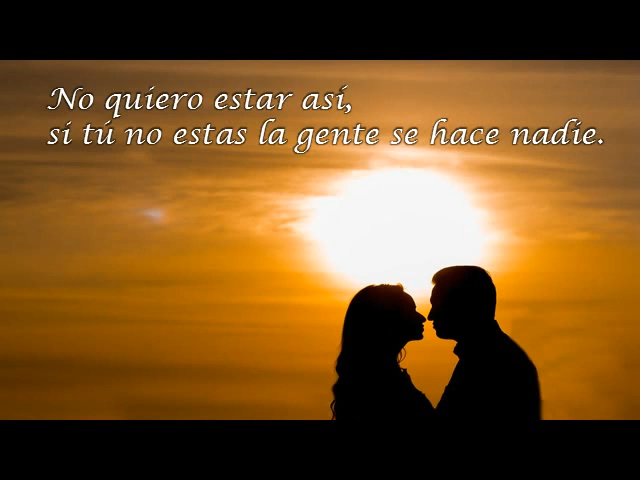 No quiero estar así,
si tú no estas la gente se hace nadie.